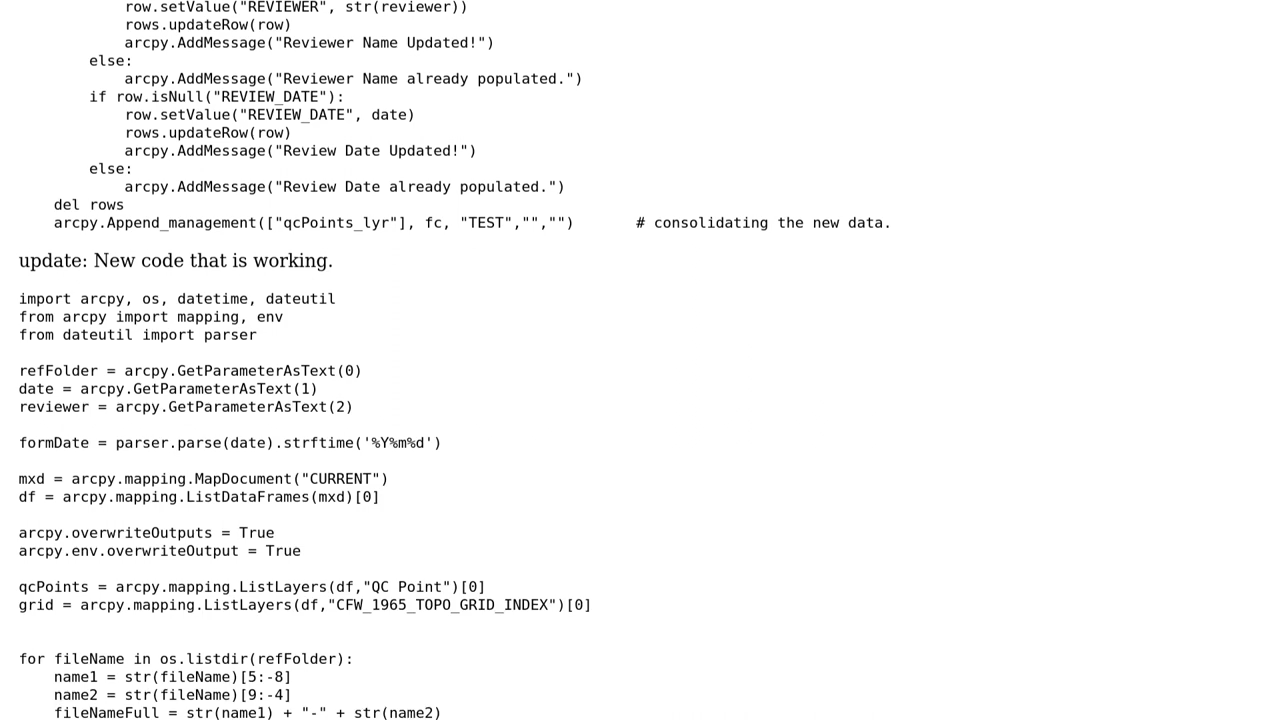 row.setValue("REVIEWER", str(reviewer))
            rows.updateRow(row)
            arcpy.AddMessage("Reviewer Name Updated!")
        else:
            arcpy.AddMessage("Reviewer Name already populated.")
        if row.isNull("REVIEW_DATE"):
            row.setValue("REVIEW_DATE", date)
            rows.updateRow(row)
            arcpy.AddMessage("Review Date Updated!")
        else:
            arcpy.AddMessage("Review Date already populated.")
    del rows
    arcpy.Append_management(["qcPoints_lyr"], fc, "TEST","","")       # consolidating the new data.
update: New code that is working.
import arcpy, os, datetime, dateutil
from arcpy import mapping, env
from dateutil import parser
refFolder = arcpy.GetParameterAsText(0)
date = arcpy.GetParameterAsText(1)
reviewer = arcpy.GetParameterAsText(2)
formDate = parser.parse(date).strftime('%Y%m%d')
mxd = arcpy.mapping.MapDocument("CURRENT")
df = arcpy.mapping.ListDataFrames(mxd)[0]
arcpy.overwriteOutputs = True
arcpy.env.overwriteOutput = True
qcPoints = arcpy.mapping.ListLayers(df,"QC Point")[0]
grid = arcpy.mapping.ListLayers(df,"CFW_1965_TOPO_GRID_INDEX")[0]
for fileName in os.listdir(refFolder):
    name1 = str(fileName)[5:-8]
    name2 = str(fileName)[9:-4]
    fileNameFull = str(name1) + "-" + str(name2)